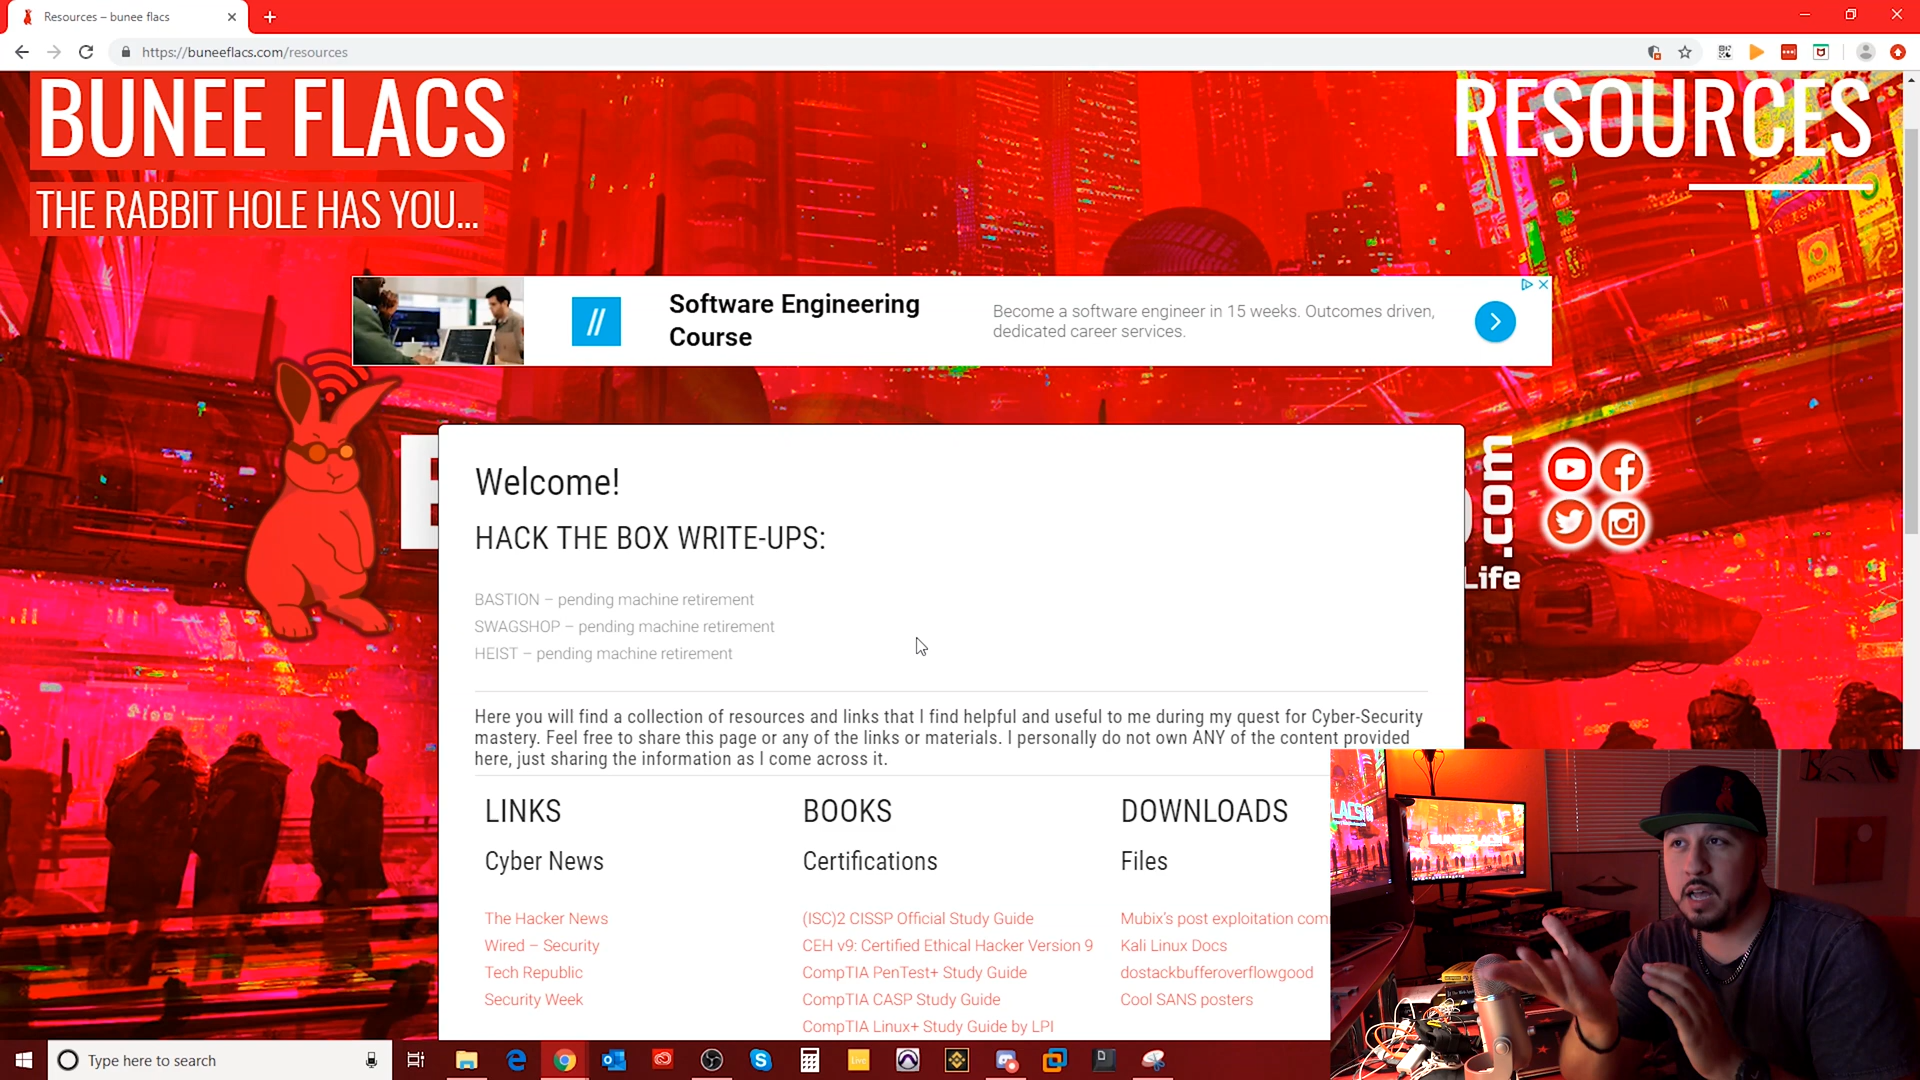 Resources – bunee flacs
https://buneeflacs.com/resources
BUNEE FLACS
RESOURCES
THE RABBIT HOLE HAS YOU...
Software Engineering
Course
Become a software engineer in 15 weeks. Outcomes driven,
dedicated career services.
Welcome!
HACK THE BOX WRITE-UPS:
.com
Life
BASTION – pending machine retirement
SWAGSHOP – pending machine retirement
HEIST – pending machine retirement
Here you will find a collection of resources and links that I find helpful and useful to me during my quest for Cyber-Security
mastery. Feel free to share this page or any of the links or materials. I personally do not own ANY of the content provided
here, just sharing the information as I come across it.
LINKS
BOOKS
DOWNLOADS
Cyber News
Certifications
Files
The Hacker News
(ISC)2 CISSP Official Study Guide
Mubix's post exploitation com
Wired – Security
CEH v9: Certified Ethical Hacker Version 9
Kali Linux Docs
Tech Republic
CompTIA PenTest+ Study Guide
dostackbufferoverflowgood
Security Week
CompTIA CASP Study Guide
Cool SANS posters
CompTIA Linux+ Study Guide by LPI
Type here to search